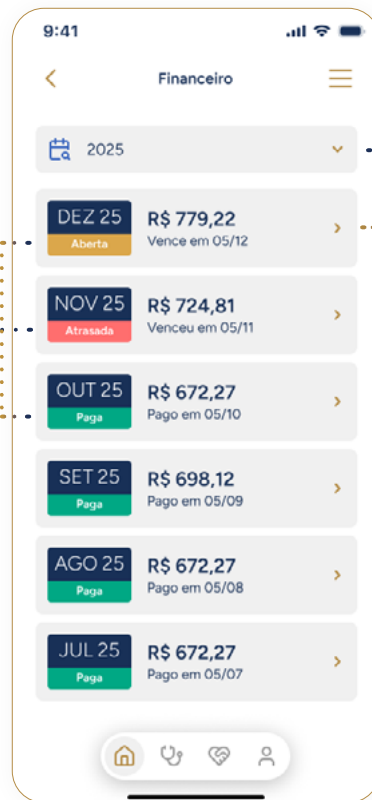 9:41
Financeiro
2025
DEZ 25
Aberta
R$ 779,22
Vence em 05/12
NOV 25
Atrasada
R$ 724,81
Venceu em 05/11
OUT 25
Paga
R$ 672,27
Pago em 05/10
SET 25
Paga
R$ 698,12
Pago em 05/09
AGO 25
Paga
R$ 672,27
Pago em 05/08
JUL 25
Paga
R$ 672,27
Pago em 05/07